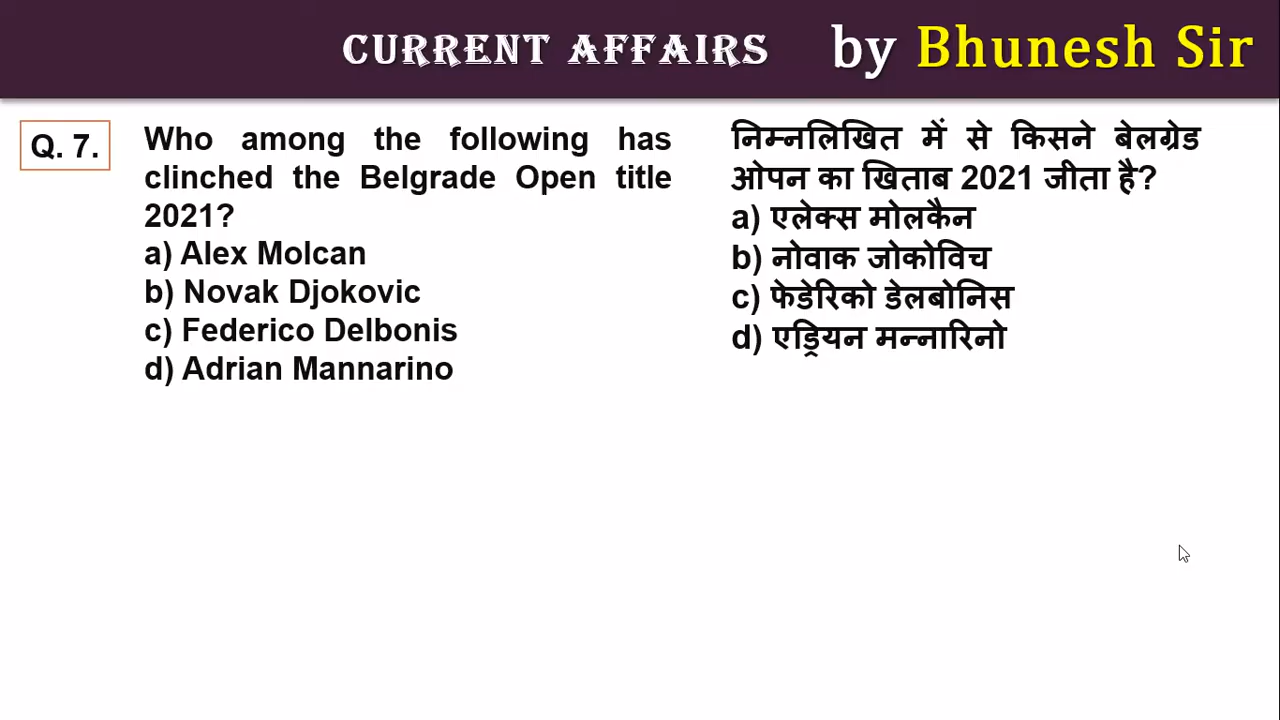 CURRENT AFFAIRS by Bhunesh Sir
Q. 7.
Who among the following has
clinched the Belgrade Open title
2021?
a) Alex Molcan
b) Novak Djokovic
c) Federico Delbonis
d) Adrian Mannarino
निम्नलिखित में से किसने बेलग्रेड
ओपन का खिताब 2021 जीता है?
a) एलेक्स मोलकैन
b) नोवाक जोकोविच
c) फेडेरिको डेलबोनिस
d) एड्रियन मन्नारिनो